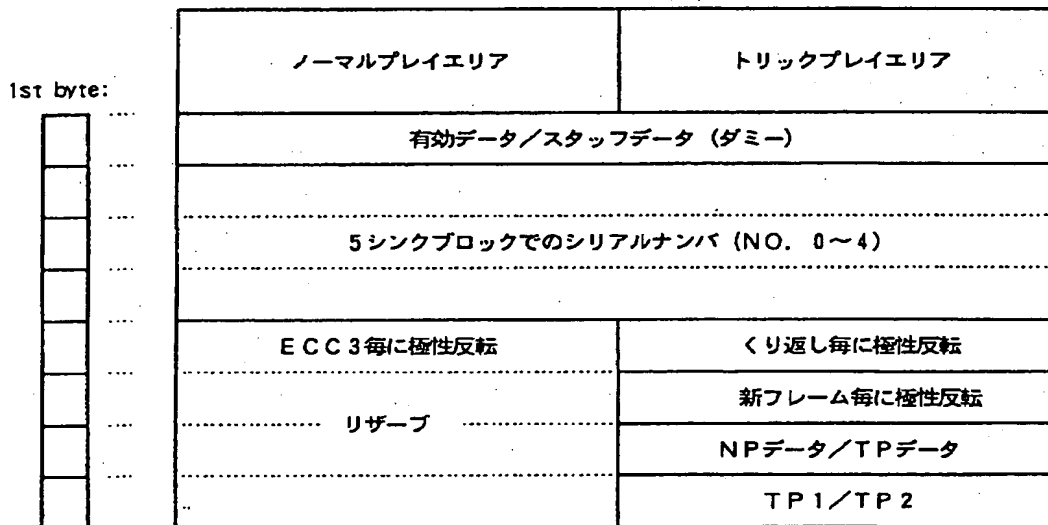 ノーマルプレイエリア
トリックプレイエリア
1st byte:
有効データ/スタッフデータ (ダミー)
5シンクブロックでのシリアルナンバ (NO. 0~4)
ECC3毎に極性反転
くり返し毎に極性反転
新フレーム毎に極性反転
リザーブ
NPデータ/TPデータ
TP1/TP2